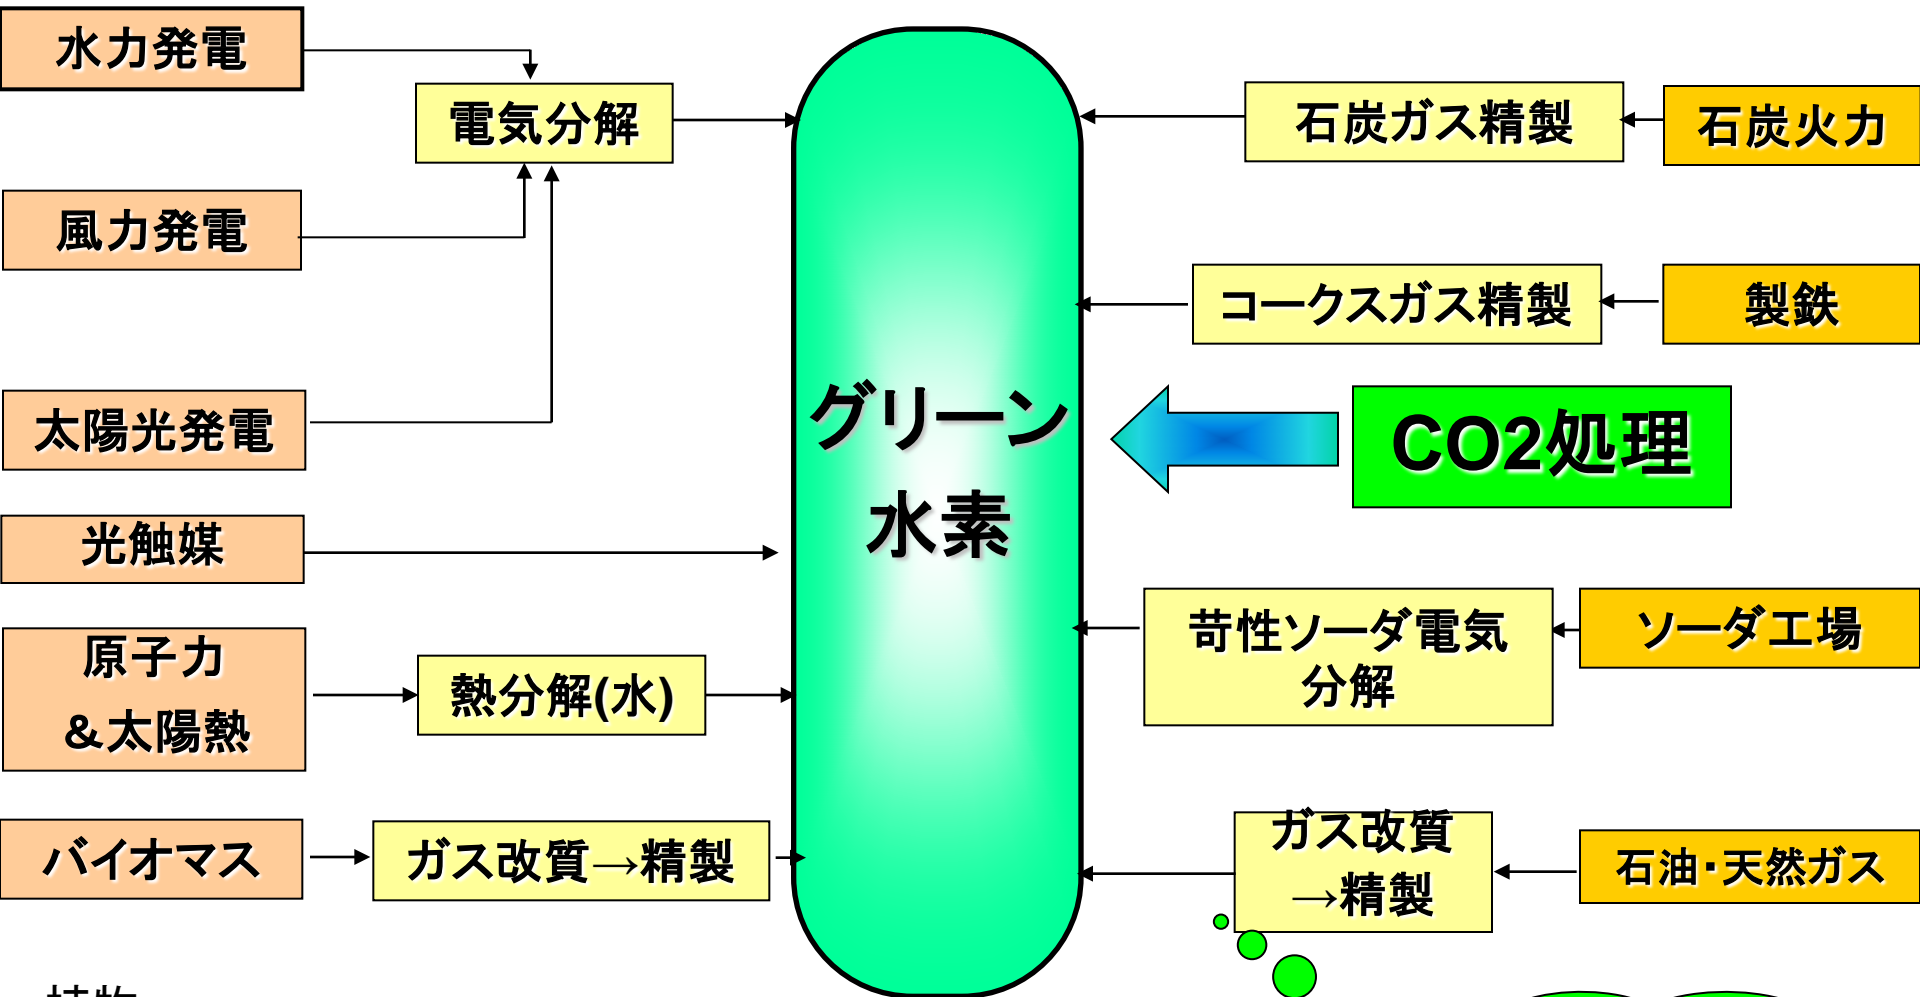 水力発電
電気分解
風力発電
太陽光発電
光触媒
原子力
&太陽熱
熱分解(水)
バイオマス
ガス改質→精製
グリーン
水素
石炭ガス精製
石炭火力
コークスガス精製
製鉄
CO2処理
苛性ソーダ電気
分解
ソーダ工場
ガス改質
→精製
石油・天然ガス